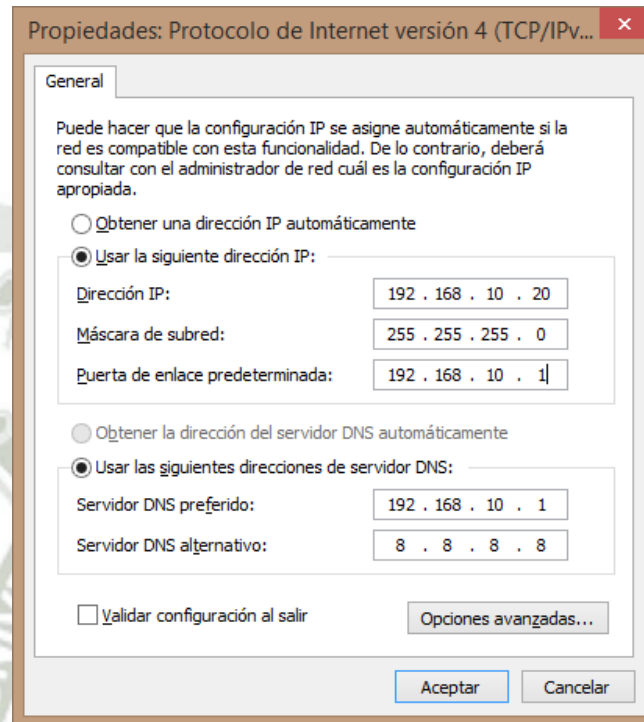 Propiedades: Protocolo de Internet versión 4 (TCP/IPv...
General
Puede hacer que la configuración IP se asigne automáticamente si la
red es compatible con esta funcionalidad. De lo contrario, deberá
consultar con el administrador de red cuál es la configuración IP
apropiada.
Obtener una dirección IP automáticamente
Usar la siguiente dirección IP:
Dirección IP: 192 . 168 . 10 . 20
Máscara de subred: 255 . 255 . 255 . 0
Puerta de enlace predeterminada: 192 . 168 . 10 . 1
Obtener la dirección del servidor DNS automáticamente
Usar las siguientes direcciones de servidor DNS:
Servidor DNS preferido: 192 . 168 . 10 . 1
Servidor DNS alternativo: 8 . 8 . 8 . 8
Validar configuración al salir
Opciones avanzadas...
Aceptar Cancelar